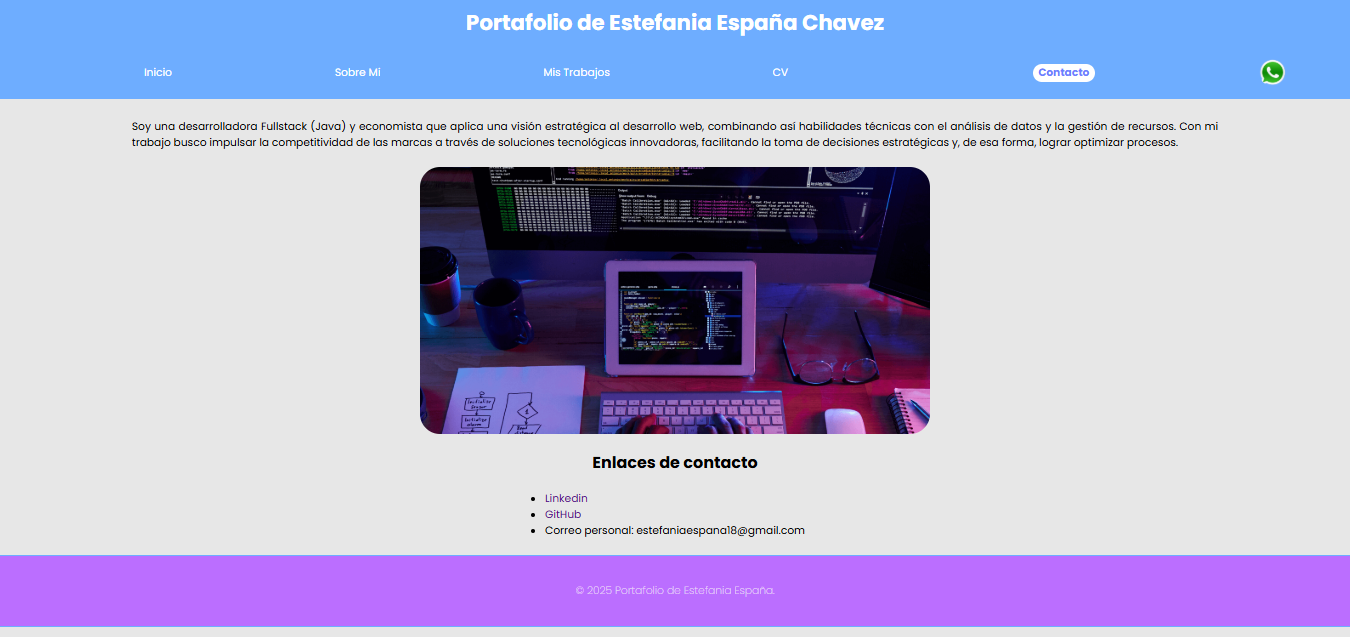 Portafolio de Estefania España Chavez
Inicio
Sobre Mi
Mis Trabajos
CV
Contacto
Soy una desarrolladora Fullstack (Java) y economista que aplica una visión estratégica al desarrollo web, combinando así habilidades técnicas con el análisis de datos y la gestión de recursos. Con mi
trabajo busco impulsar la competitividad de las marcas a través de soluciones tecnológicas innovadoras, facilitando la toma de decisiones estratégicas y, de esa forma, lograr optimizar procesos.
Enlaces de contacto
Linkedin
GitHub
Correo personal: estefaniaespana18@gmail.com
© 2025 Portafolio de Estefania España.